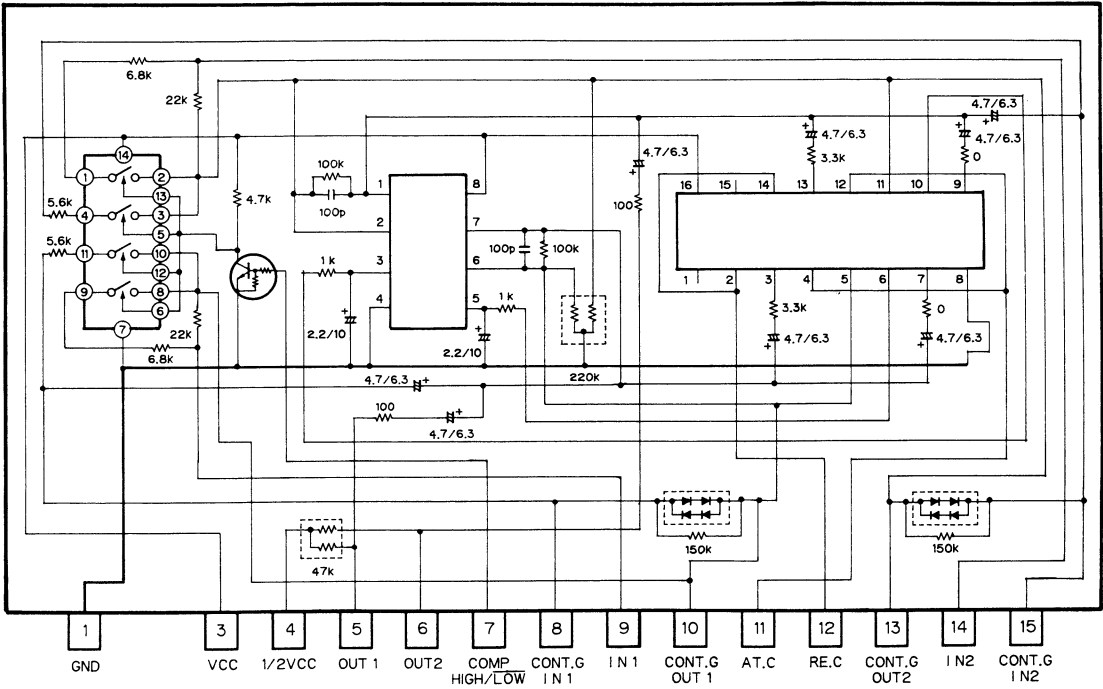 6.8k
22k
4.7/6.3
4.7/6.3
4.7/6.3
0
4.7/6.3
3.3k
14
1
2
13
5.6k
4
3
5
5.6k
11
10
12
9
8
6
7
22k
6.8k
4.7k
100k
100p
1
8
2
7
3
6
4
5
1k
2.2/10
100p
100k
1k
2.2/10
100
220k
16
15
14
13
12
11
10
9
1
2
3
4
5
6
7
8
3.3k
4.7/6.3
0
4.7/6.3
4.7/6.3
100
4.7/6.3
47k
150k
150k
1
3
4
5
6
7
8
9
10
11
12
13
14
15
GND
VCC
1/2VCC
OUT 1
OUT2
COMP
HIGH/LOW
CONT.G
IN1
IN1
CONT.G
OUT 1
AT.C
RE.C
CONT.G
OUT2
IN2
CONT.G
IN2